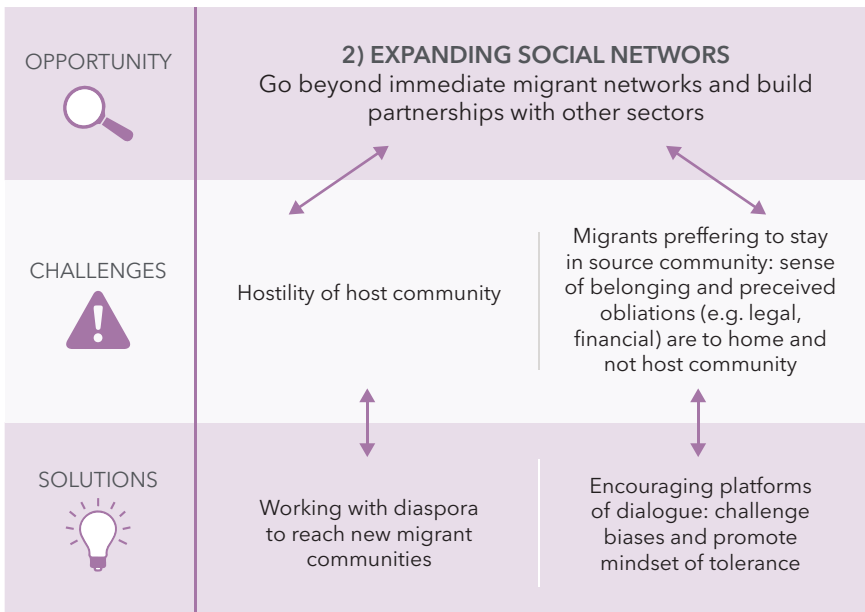 OPPORTUNITY
2) EXPANDING SOCIAL NETWORS
Go beyond immediate migrant networks and build
partnerships with other sectors
CHALLENGES
Hostility of host community
Migrants preffering to stay
in source community: sense
of belonging and preceived
obliations (e.g. legal,
financial) are to home and
not host community
SOLUTIONS
Working with diaspora
to reach new migrant
communities
Encouraging platforms
of dialogue: challenge
biases and promote
mindset of tolerance